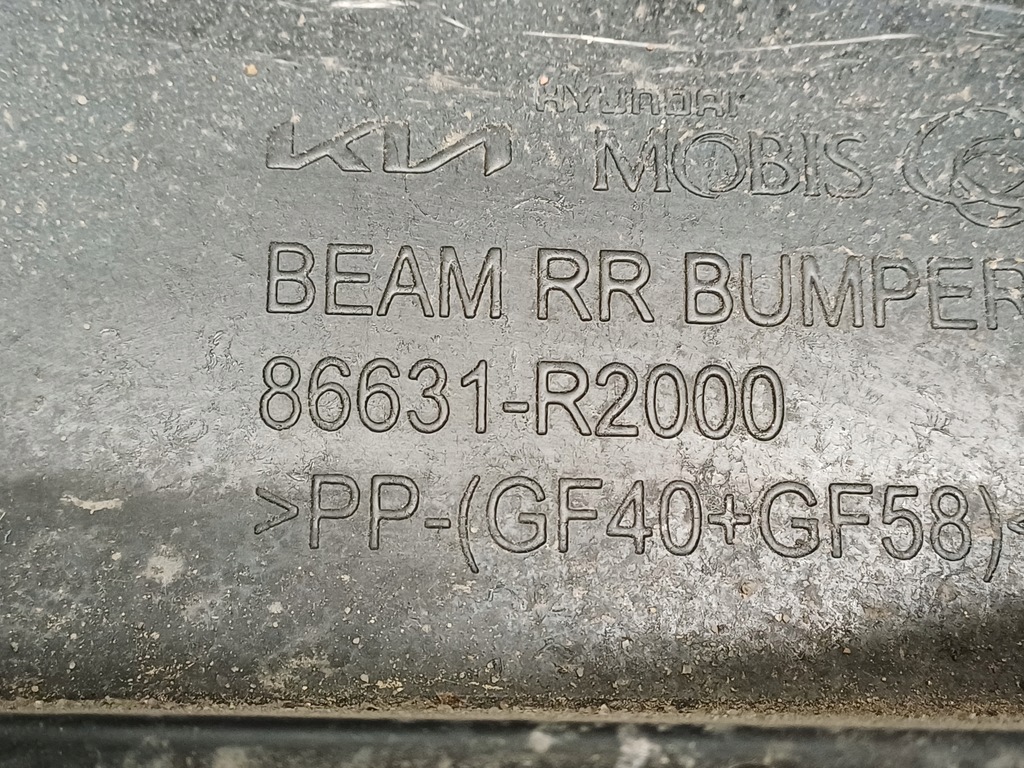 HYUNDAI
KIA MOBIS
BEAM RR BUMPER
86631-R2000
>PP-(GF40+GF58)<